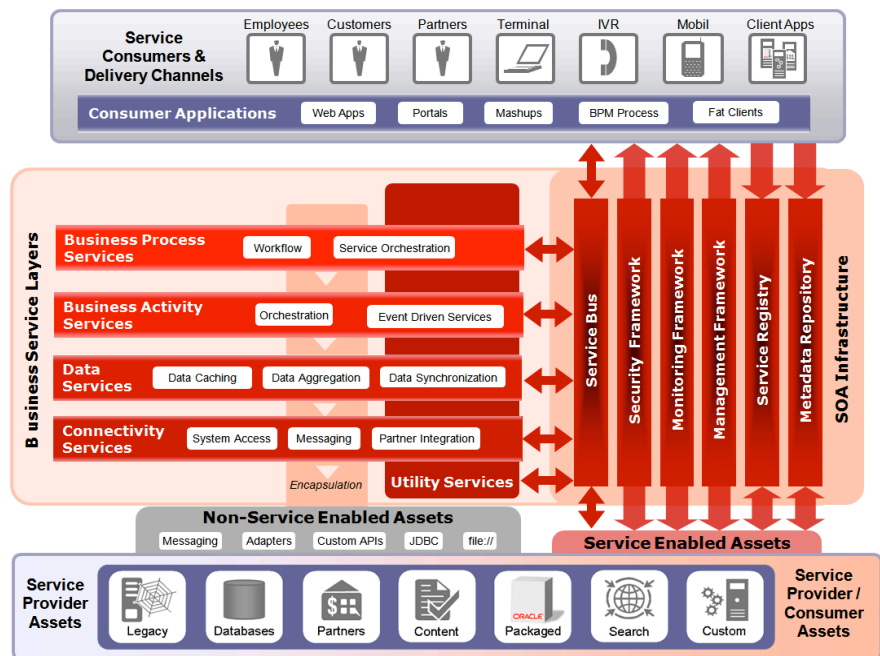 Employees
Customers
Partners
Terminal
IVR
Mobil
Client Apps
Service
Consumers &
Delivery Channels
Consumer Applications
Web Apps
Portals
Mashups
BPM Process
Fat Clients
B usiness Service Layers
Business Process
Services
Workflow
Service Orchestration
Business Activity
Services
Orchestration
Event Driven Services
Data
Services
Data Caching
Data Aggregation
Data Synchronization
Connectivity
Services
System Access
Messaging
Partner Integration
Encapsulation
Utility Services
Service Bus
Security Framework
Monitoring Framework
Management Framework
Service Registry
Metadata Repository
SOA Infrastructure
Non-Service Enabled Assets
Messaging
Adapters
Custom APIs
JDBC
file://
Service Enabled Assets
Service
Provider
Assets
Legacy
Databases
$
Partners
Content
ORACLE
Packaged
Search
Custom
Service
Provider /
Consumer
Assets